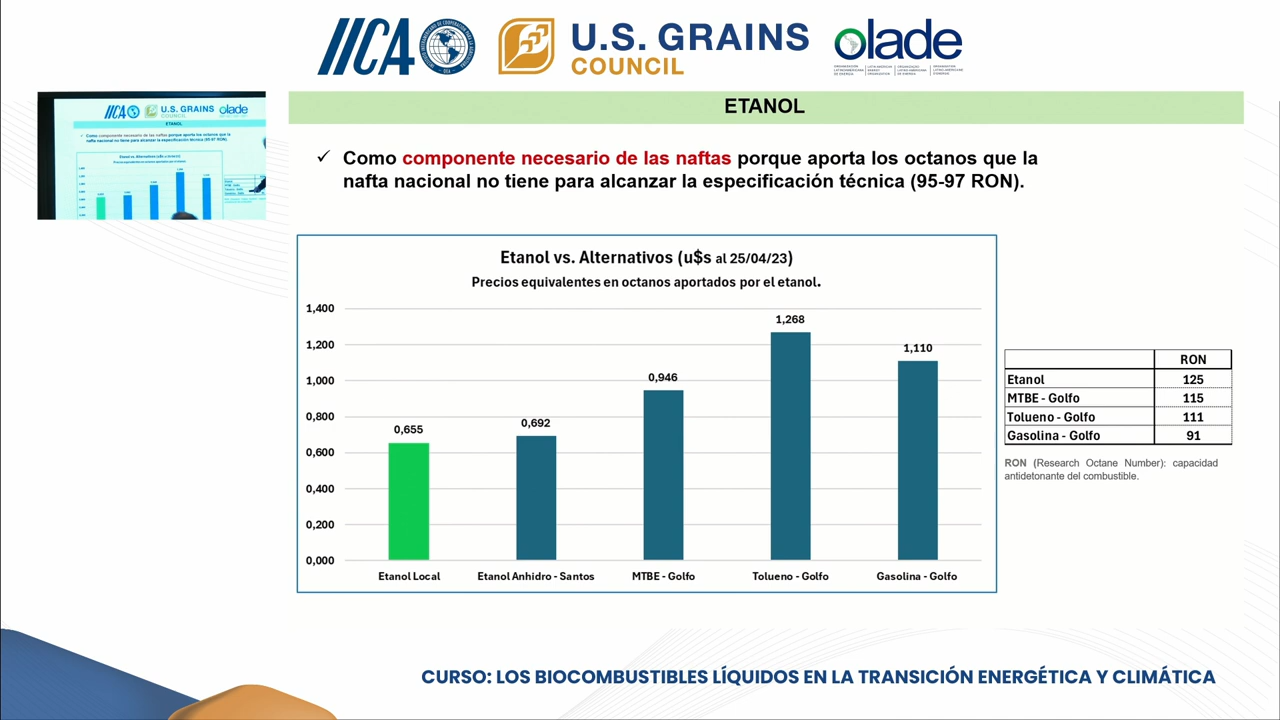 IICA
U.S. GRAINS
COUNCIL
olade
ETANOL
✓ Como componente necesario de las naftas porque aporta los octanos que la
nafta nacional no tiene para alcanzar la especificación técnica (95-97 RON).
Etanol vs. Alternativos (u$s al 25/04/23)
Precios equivalentes en octanos aportados por el etanol.
1,400
1,200
1,000
0,800
0,600
0,400
0,200
0,000
0,655
0,692
0,946
1,268
1,110
Etanol Local
Etanol Anhidro - Santos
MTBE - Golfo
Tolueno - Golfo
Gasolina - Golfo
RON
Etanol 125
MTBE - Golfo 115
Tolueno - Golfo 111
Gasolina - Golfo 91
RON (Research Octane Number): capacidad
antidetonante del combustible.
CURSO: LOS BIOCOMBUSTIBLES LÍQUIDOS EN LA TRANSICIÓN ENERGÉTICA Y CLIMÁTICA